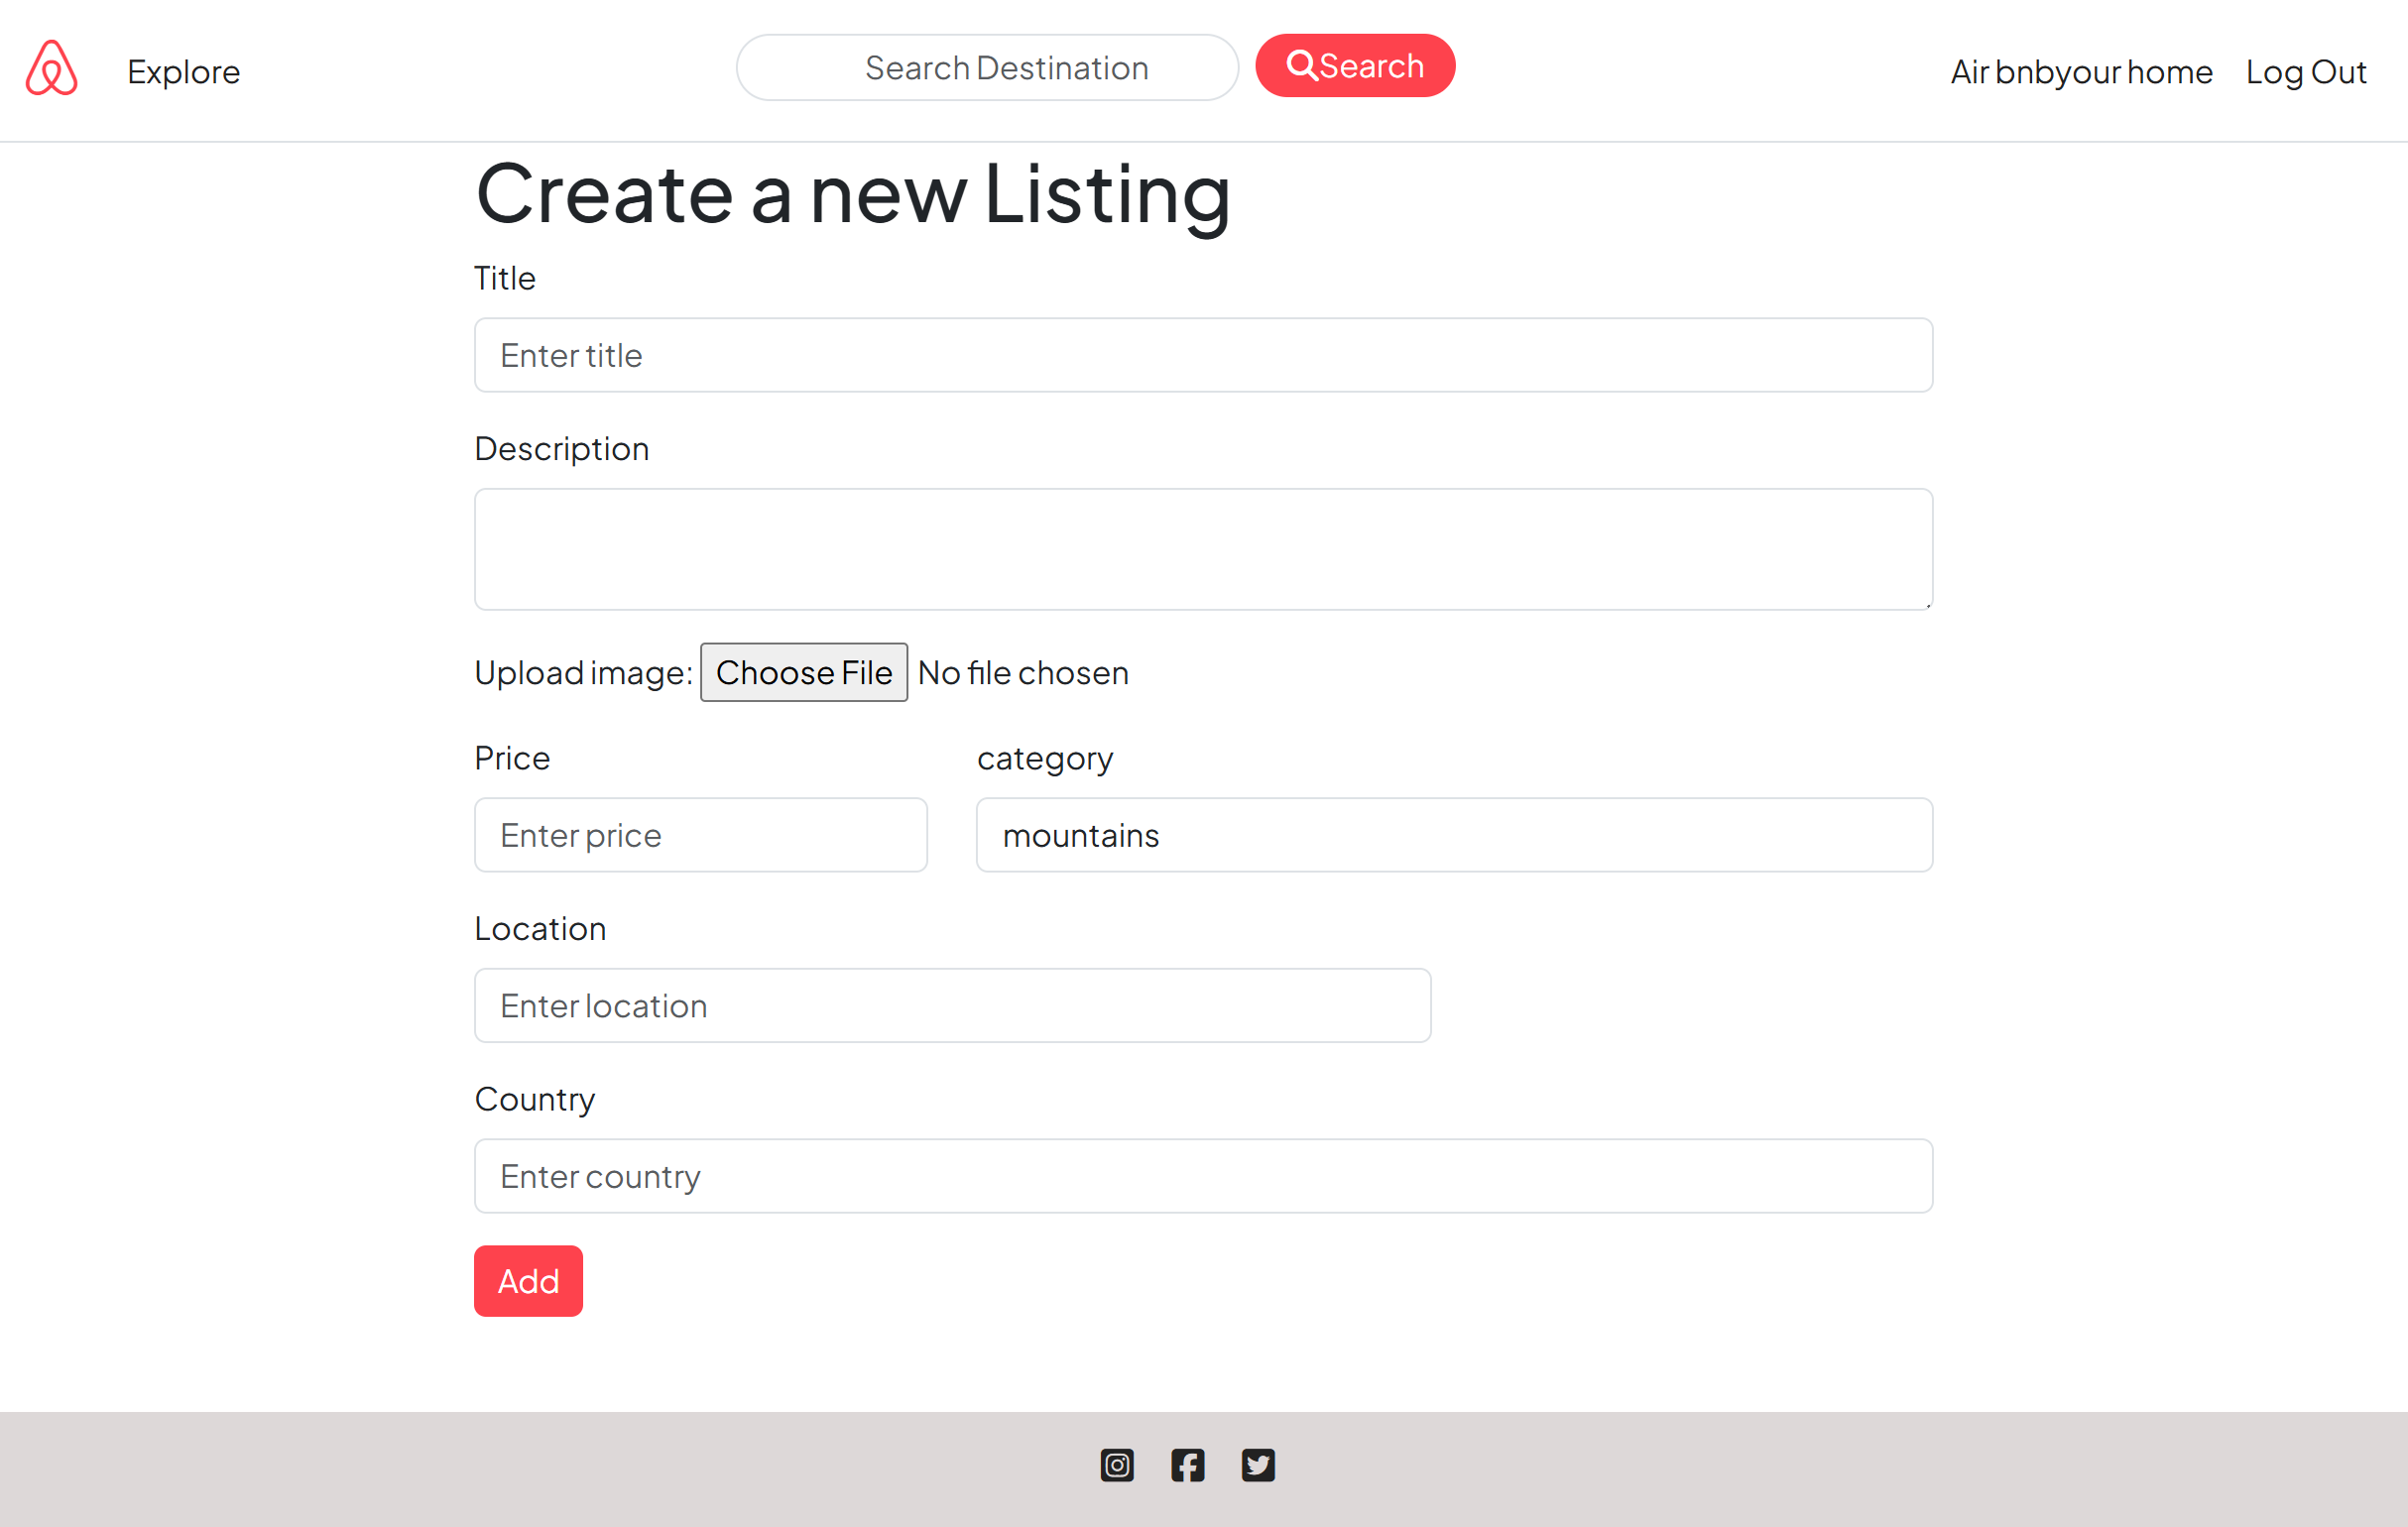 Explore
Search Destination
Search
Air bnbyour home
Log Out
Create a new Listing
Title
Enter title
Description
Upload image: Choose File No file chosen
Price
category
Enter price
mountains
Location
Enter location
Country
Enter country
Add